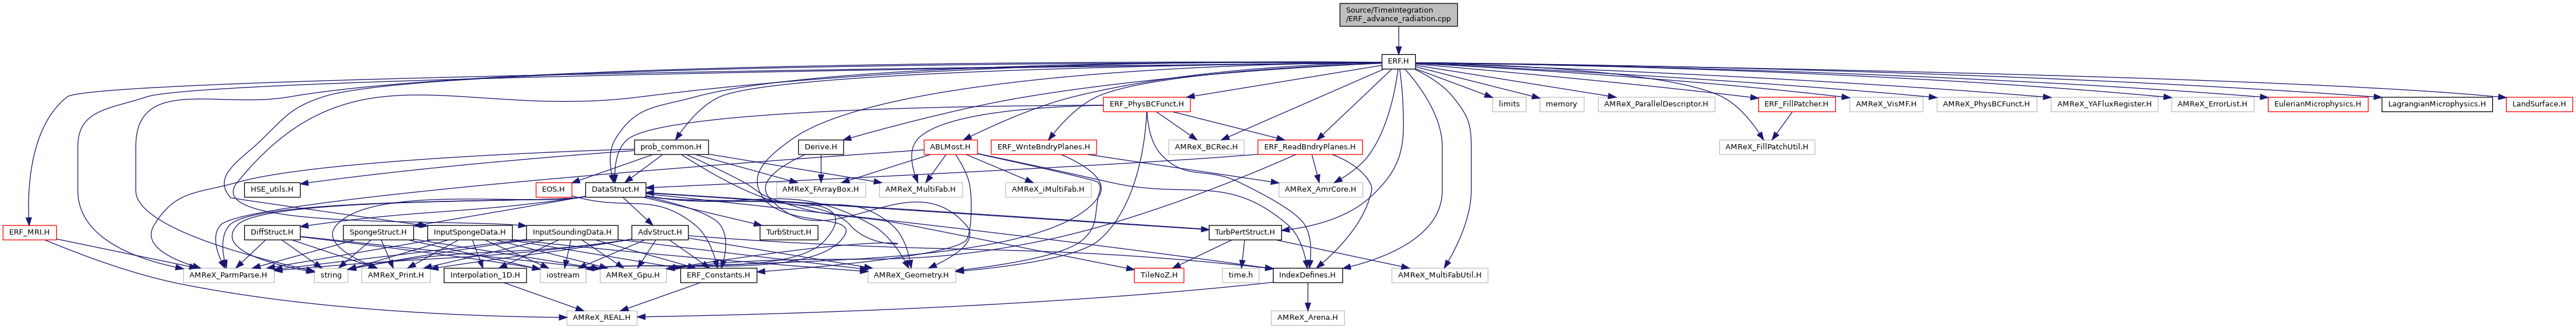 Source/TimeIntegration
/ERF_advance_radiation.cpp
ERF.H
ERF_PhysBCFunct.H
limits
memory
AMReX_ParallelDescriptor.H
ERF_FillPatcher.H
AMReX_VisMF.H
AMReX_PhysBCFunct.H
AMReX_YAFluxRegister.H
AMReX_ErrorList.H
EulerianMicrophysics.H
LagrangianMicrophysics.H
LandSurface.H
prob_common.H
Derive.H
ABLMost.H
ERF_WriteBndryPlanes.H
AMReX_BCRec.H
ERF_ReadBndryPlanes.H
AMReX_FillPatchUtil.H
HSE_utils.H
EOS.H
DataStruct.H
AMReX_FArrayBox.H
AMReX_MultiFab.H
AMReX_iMultiFab.H
AMReX_AmrCore.H
ERF_MRI.H
DiffStruct.H
SpongeStruct.H
InputSpongeData.H
InputSoundingData.H
AdvStruct.H
TurbStruct.H
TurbPertStruct.H
AMReX_ParmParse.H
string
AMReX_Print.H
Interpolation_1D.H
iostream
AMReX_Gpu.H
ERF_Constants.H
AMReX_Geometry.H
TileNoZ.H
time.h
IndexDefines.H
AMReX_MultiFabUtil.H
AMReX_REAL.H
AMReX_Arena.H